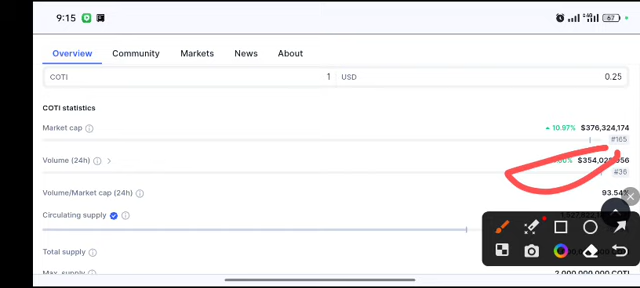 9:15
67
Overview Community Markets News About
COTI 1 USD 0.25
COTI statistics
Market cap 10.97% $376,324,174
#165
Volume (24h)
#36
Volume/Market cap (24h) 93.54%
Circulating supply
Total supply
Max. supply 2,000,000,000 COTI